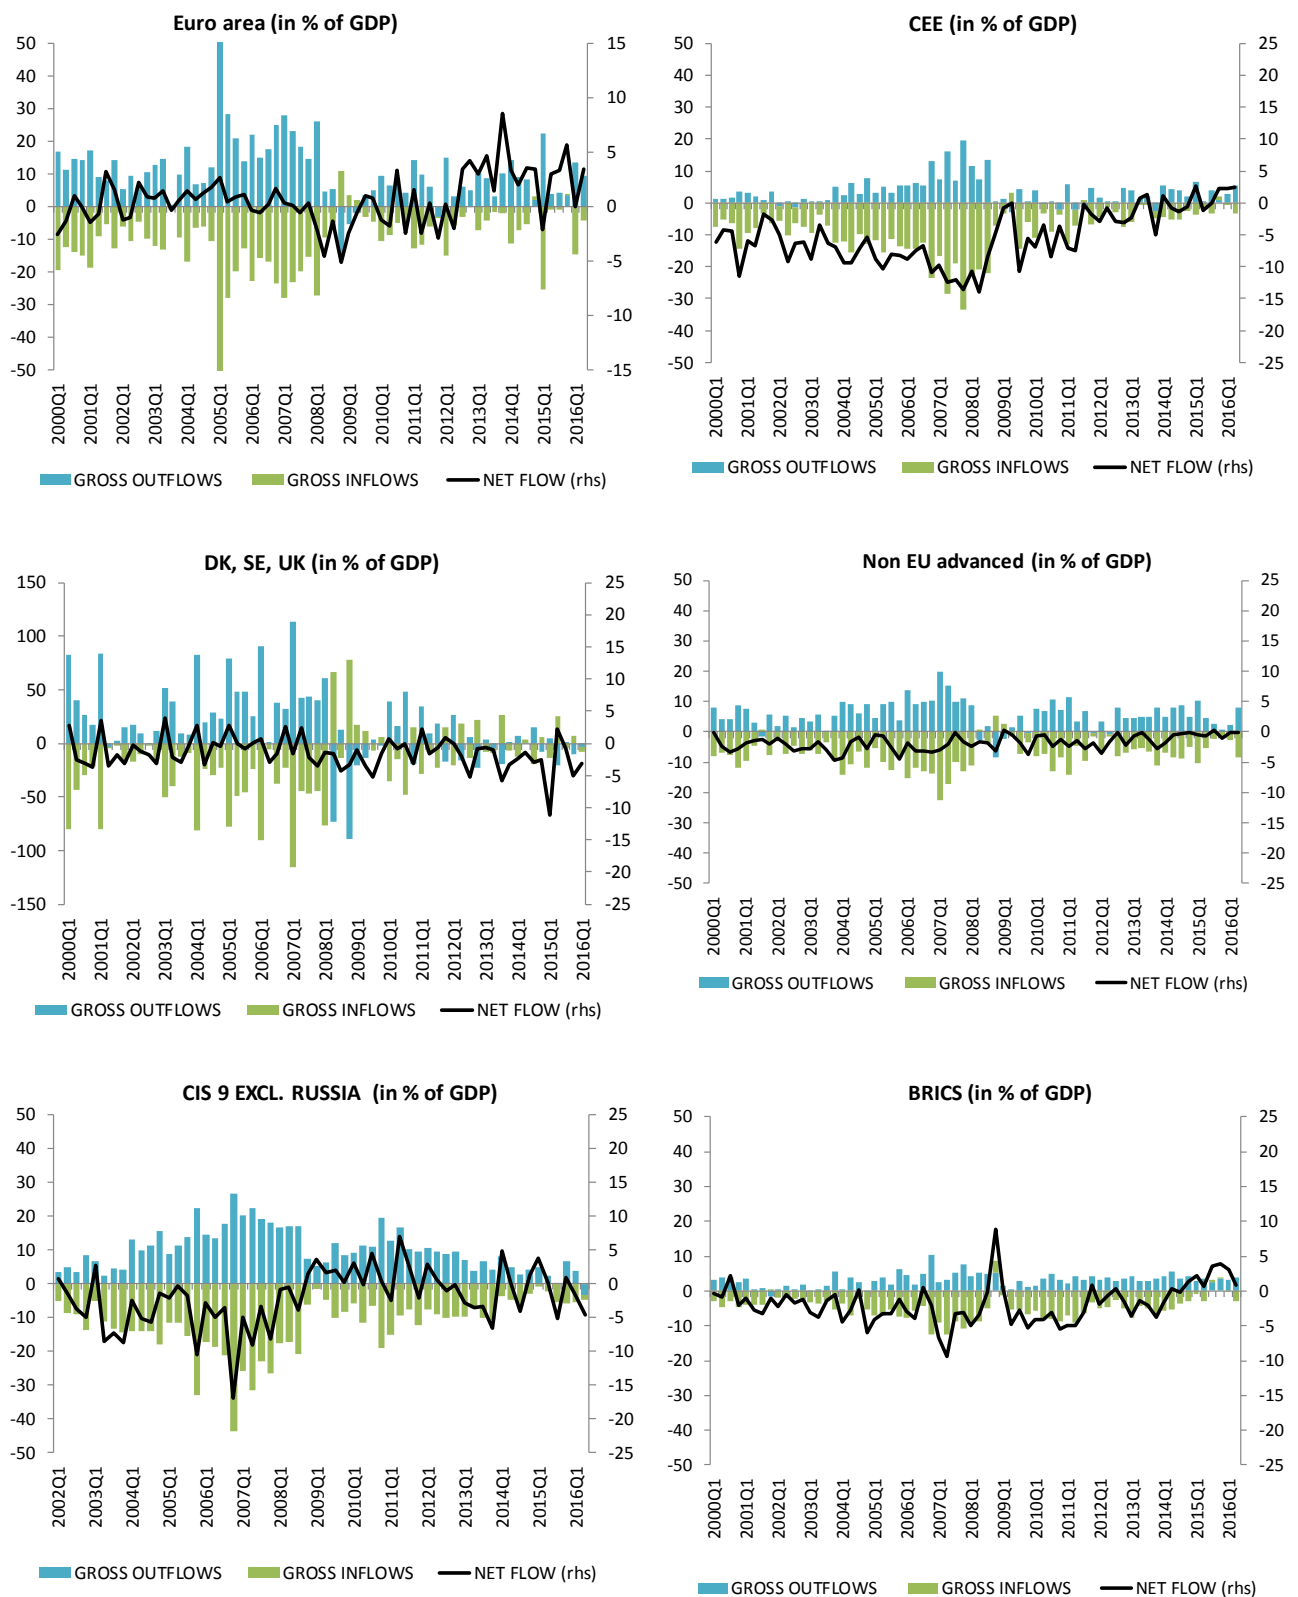 Euro area (in % of GDP)
50
40
30
20
10
0
-10
-20
-30
-40
-50
15
10
5
0
-5
-10
-15
2000Q1
2001Q1
2002Q1
2003Q1
2004Q1
2005Q1
2006Q1
2007Q1
2008Q1
2009Q1
2010Q1
2011Q1
2012Q1
2013Q1
2014Q1
2015Q1
2016Q1
GROSS OUTFLOWS GROSS INFLOWS NET FLOW (rhs)
CEE (in % of GDP)
50
40
30
20
10
0
-10
-20
-30
-40
-50
25
20
15
10
5
0
-5
-10
-15
-20
-25
2000Q1
2001Q1
2002Q1
2003Q1
2004Q1
2005Q1
2006Q1
2007Q1
2008Q1
2009Q1
2010Q1
2011Q1
2012Q1
2013Q1
2014Q1
2015Q1
2016Q1
GROSS OUTFLOWS GROSS INFLOWS NET FLOW (rhs)
DK, SE, UK (in % of GDP)
150
100
50
0
-50
-100
-150
25
20
15
10
5
0
-5
-10
-15
-20
-25
2000Q1
2001Q1
2002Q1
2003Q1
2004Q1
2005Q1
2006Q1
2007Q1
2008Q1
2009Q1
2010Q1
2011Q1
2012Q1
2013Q1
2014Q1
2015Q1
2016Q1
GROSS OUTFLOWS GROSS INFLOWS NET FLOW (rhs)
Non EU advanced (in % of GDP)
50
40
30
20
10
0
-10
-20
-30
-40
-50
25
20
15
10
5
0
-5
-10
-15
-20
-25
2000Q1
2001Q1
2002Q1
2003Q1
2004Q1
2005Q1
2006Q1
2007Q1
2008Q1
2009Q1
2010Q1
2011Q1
2012Q1
2013Q1
2014Q1
2015Q1
2016Q1
GROSS OUTFLOWS GROSS INFLOWS NET FLOW (rhs)
CIS 9 EXCL. RUSSIA (in % of GDP)
50
40
30
20
10
0
-10
-20
-30
-40
-50
25
20
15
10
5
0
-5
-10
-15
-20
-25
2002Q1
2003Q1
2004Q1
2005Q1
2006Q1
2007Q1
2008Q1
2009Q1
2010Q1
2011Q1
2012Q1
2013Q1
2014Q1
2015Q1
2016Q1
GROSS OUTFLOWS GROSS INFLOWS NET FLOW (rhs)
BRICS (in % of GDP)
50
40
30
20
10
0
-10
-20
-30
-40
-50
25
20
15
10
5
0
-5
-10
-15
-20
-25
2000Q1
2001Q1
2002Q1
2003Q1
2004Q1
2005Q1
2006Q1
2007Q1
2008Q1
2009Q1
2010Q1
2011Q1
2012Q1
2013Q1
2014Q1
2015Q1
2016Q1
GROSS OUTFLOWS GROSS INFLOWS NET FLOW (rhs)